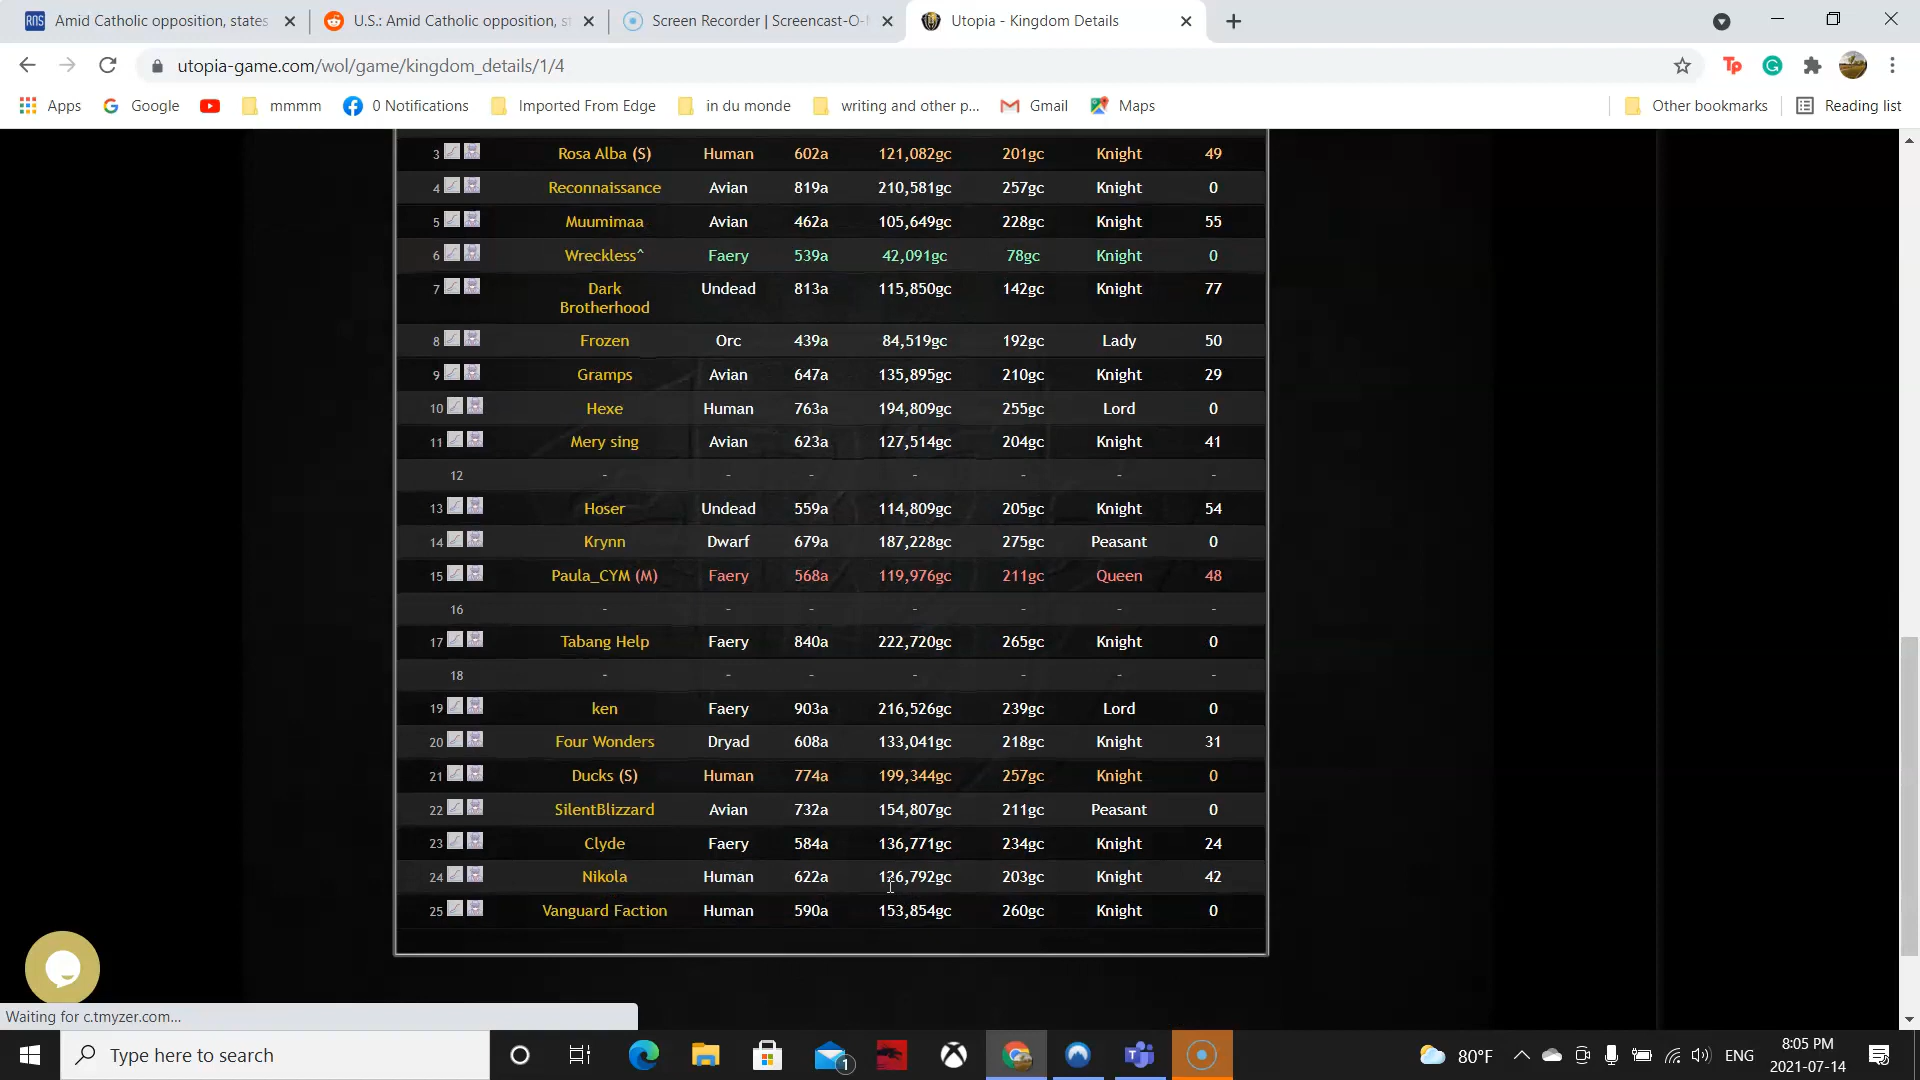 Amid Catholic opposition, states
U.S.: Amid Catholic opposition, s
Screen Recorder | Screencast-O-
Utopia - Kingdom Details
utopia-game.com/wol/game/kingdom_details/1/4
Apps Google mmmm 0 Notifications Imported From Edge in du monde writing and other p... Gmail Maps Other bookmarks Reading list
3 Rosa Alba (S) Human 602a 121,082gc 201gc Knight 49
4 Reconnaissance Avian 819a 210,581gc 257gc Knight 0
5 Muumimaa Avian 462a 105,649gc 228gc Knight 55
6 Wreckless^ Faery 539a 42,091gc 78gc Knight 0
7 Dark Undead 813a 115,850gc 142gc Knight 77
Brotherhood
8 Frozen Orc 439a 84,519gc 192gc Lady 50
9 Gramps Avian 647a 135,895gc 210gc Knight 29
10 Hexe Human 763a 194,809gc 255gc Lord 0
11 Mery sing Avian 623a 127,514gc 204gc Knight 41
12 - - - - - - -
13 Hoser Undead 559a 114,809gc 205gc Knight 54
14 Krynn Dwarf 679a 187,228gc 275gc Peasant 0
15 Paula_CYM (M) Faery 568a 119,976gc 211gc Queen 48
16 - - - - - - -
17 Tabang Help Faery 840a 222,720gc 265gc Knight 0
18 - - - - - - -
19 ken Faery 903a 216,526gc 239gc Lord 0
20 Four Wonders Dryad 608a 133,041gc 218gc Knight 31
21 Ducks (S) Human 774a 199,344gc 257gc Knight 0
22 SilentBlizzard Avian 732a 154,807gc 211gc Peasant 0
23 Clyde Faery 584a 136,771gc 234gc Knight 24
24 Nikola Human 622a 126,792gc 203gc Knight 42
25 Vanguard Faction Human 590a 153,854gc 260gc Knight 0
Waiting for c.tmyzer.com...
Type here to search
80°F ENG 8:05 PM
2021-07-14